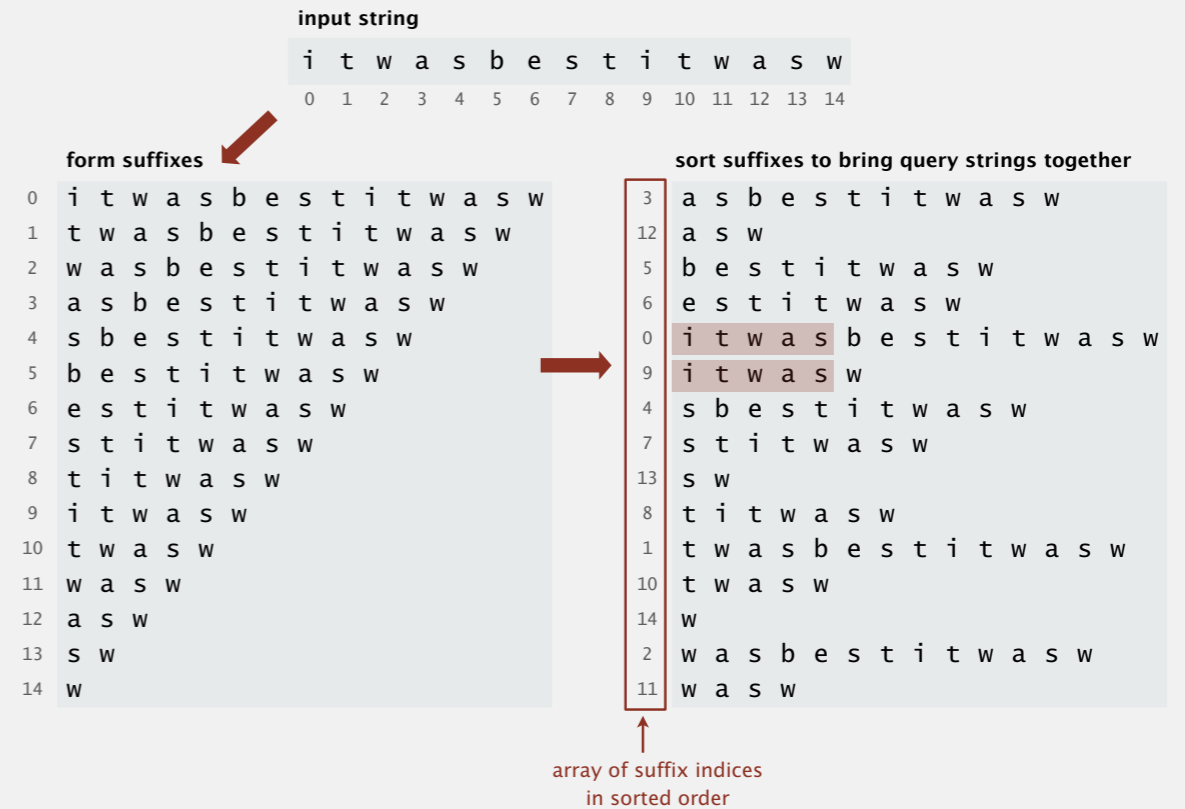 input string
i t w a s b e s t i t w a s w
0 1 2 3 4 5 6 7 8 9 10 11 12 13 14
form suffixes
0 i t w a s b e s t i t w a s w
1 t w a s b e s t i t w a s w
2 w a s b e s t i t w a s w
3 a s b e s t i t w a s w
4 s b e s t i t w a s w
5 b e s t i t w a s w
6 e s t i t w a s w
7 s t i t w a s w
8 t i t w a s w
9 i t w a s w
10 t w a s w
11 w a s w
12 a s w
13 s w
14 w
sort suffixes to bring query strings together
3 a s b e s t i t w a s w
12 a s w
5 b e s t i t w a s w
6 e s t i t w a s w
0 i t w a s b e s t i t w a s w
9 i t w a s w
4 s b e s t i t w a s w
7 s t i t w a s w
13 s w
8 t i t w a s w
1 t w a s b e s t i t w a s w
10 t w a s w
14 w
2 w a s b e s t i t w a s w
11 w a s w
array of suffix indices
in sorted order